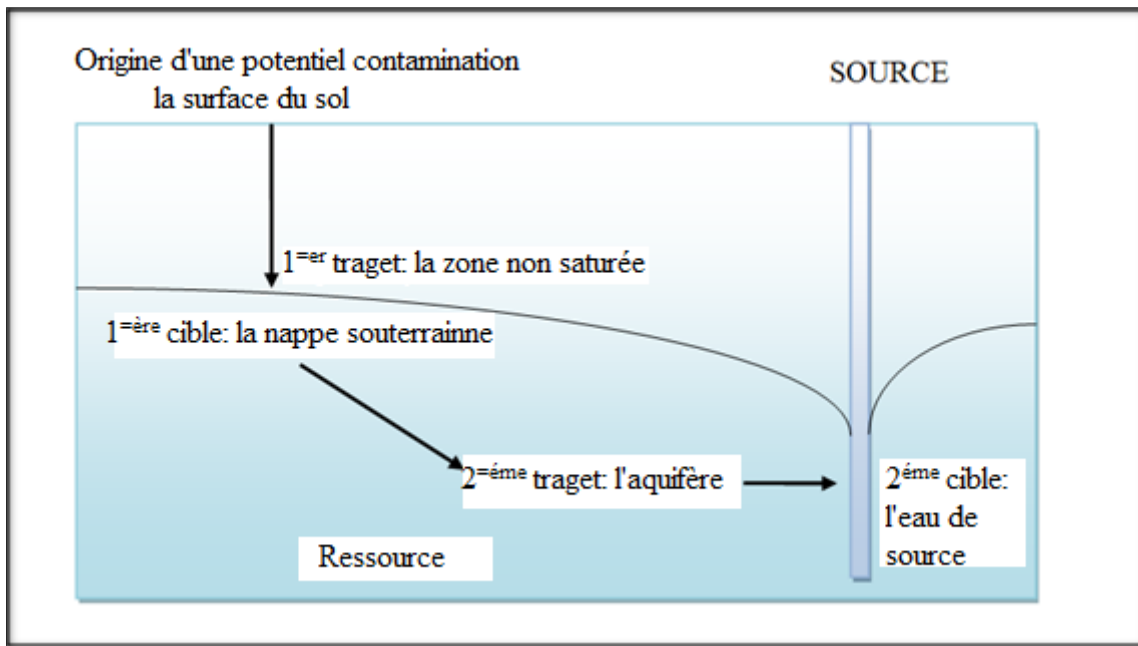 Origine d'une potentiel contamination
la surface du sol
SOURCE
1=er traget: la zone non saturée
1=ère cible: la nappe souterrainne
2=éme traget: l'aquifère
2éme cible:
l'eau de
source
Ressource